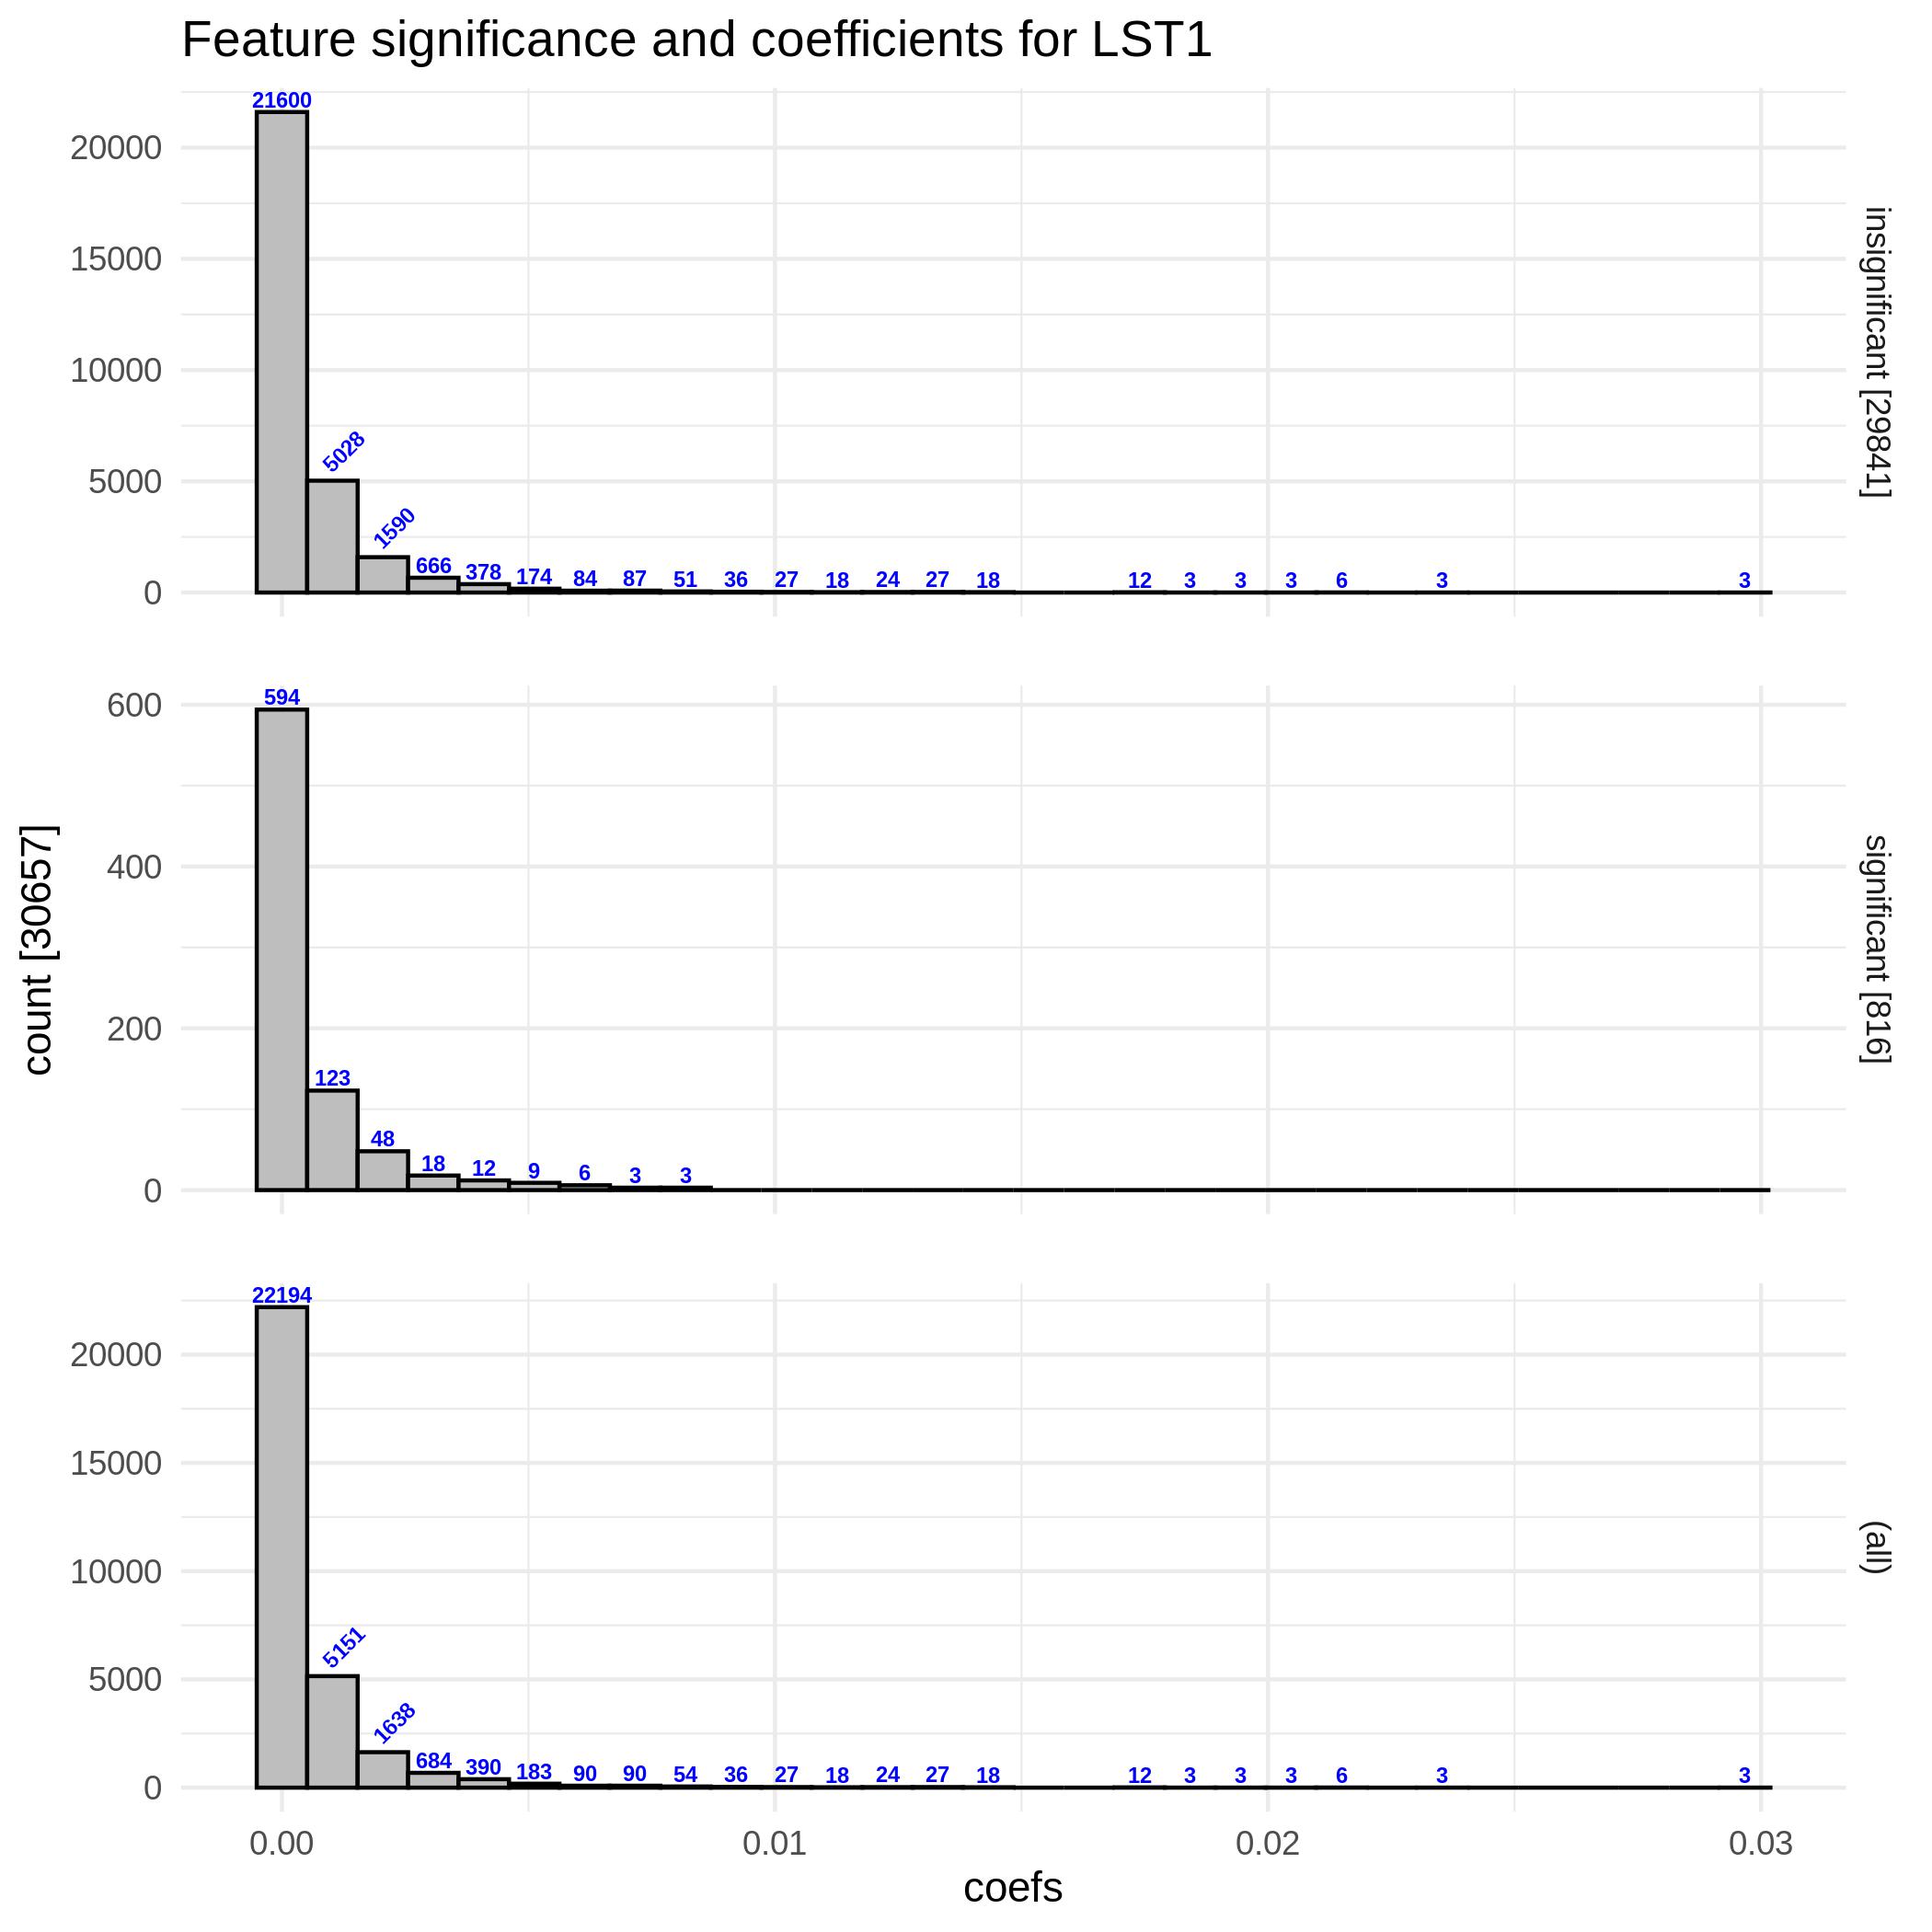 Feature significance and coefficients for LST1
21600
20000
15000
10000
5000
0
5028
1590
666 378 174 84 87 51 36 27 18 24 27 18 12 3 3 3 6 3 3
insignificant [29841]
594
600
400
200
0
123
48
18 12 9 6 3 3
significant [816]
count [30657]
22194
20000
15000
10000
5000
0
5151
1638
684 390 183 90 90 54 36 27 18 24 27 18 12 3 3 3 6 3 3
(all)
0.00 0.01 0.02 0.03
coefs